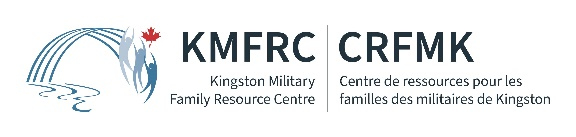 KMFRC
Kingston Military
Family Resource Centre
CRFMK
Centre de ressources pour les
familles des militaires de Kingston